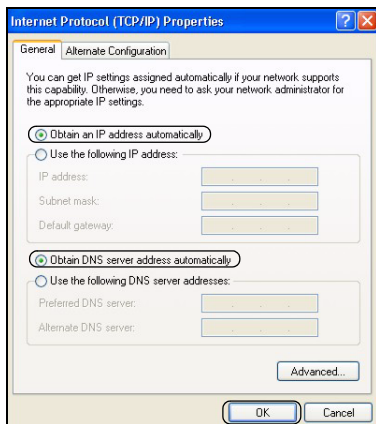 Internet Protocol (TCP/IP) Properties
General
Alternate Configuration
You can get IP settings assigned automatically if your network supports
this capability. Otherwise, you need to ask your network administrator for
the appropriate IP settings.
Obtain an IP address automatically
Use the following IP address:
IP address:
Subnet mask:
Default gateway:
Obtain DNS server address automatically
Use the following DNS server addresses:
Preferred DNS server:
Alternate DNS server:
Advanced...
OK
Cancel